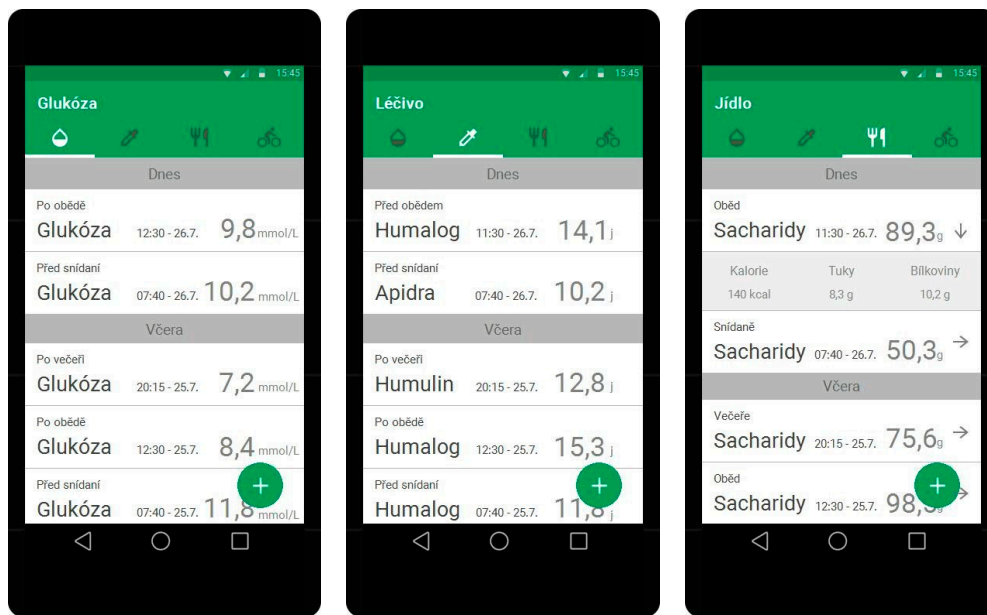 15:45
Glukóza
Dnes
Po obědě
Glukóza 12:30 - 26.7. 9,8 mmol/L
Před snídaní
Glukóza 07:40 - 26.7. 10,2 mmol/L
Včera
Po večeři
Glukóza 20:15 - 25.7. 7,2 mmol/L
Po obědě
Glukóza 12:30 - 25.7. 8,4 mmol/L
Před snídaní
Glukóza 07:40 - 25.7. 11,8 mmol/L
15:45
Léčivo
Dnes
Před obědem
Humalog 11:30 - 26.7. 14,1 j
Před snídaní
Apidra 07:40 - 26.7. 10,2 j
Včera
Po večeři
Humulin 20:15 - 25.7. 12,8 j
Po obědě
Humalog 12:30 - 25.7. 15,3 j
Před snídaní
Humalog 07:40 - 25.7. 11,8 j
15:45
Jídlo
Dnes
Oběd
Sacharidy 11:30 - 26.7. 89,3g
Kalorie Tuky Bílkoviny
140 kcal 8,3 g 10,2 g
Snídaně
Sacharidy 07:40 - 26.7. 50,3g
Včera
Večeře
Sacharidy 20:15 - 25.7. 75,6g
Oběd
Sacharidy 12:30 - 25.7.